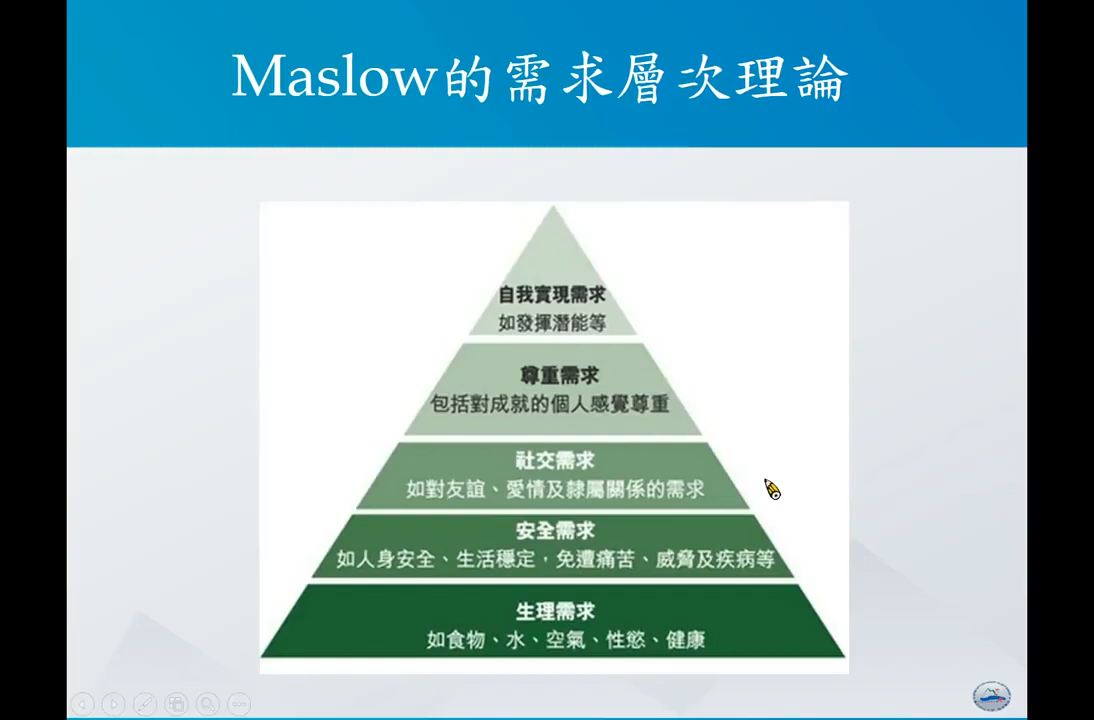 Maslow的需求層次理論
自我實現需求
如發揮潛能等
尊重需求
包括對成就的個人感覺尊重
社交需求
如對友誼、愛情及隸屬關係的需求
安全需求
如人身安全、生活穩定，免遭痛苦、威脅及疾病等
生理需求
如食物、水、空氣、性慾、健康